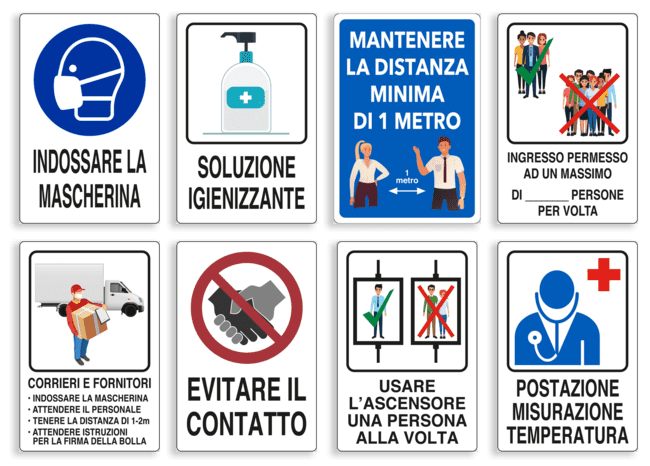 INDOSSARE LA
MASCHERINA
SOLUZIONE
IGIENIZZANTE
MANTENERE
LA DISTANZA
MINIMA
DI 1 METRO
1
metro
INGRESSO PERMESSO
AD UN MASSIMO
DI _______ PERSONE
PER VOLTA
CORRIERI E FORNITORI
• INDOSSARE LA MASCHERINA
• ATTENDERE IL PERSONALE
• TENERE LA DISTANZA DI 1-2m
• ATTENDERE ISTRUZIONI
PER LA FIRMA DELLA BOLLA
EVITARE IL
CONTATTO
USARE
L'ASCENSORE
UNA PERSONA
ALLA VOLTA
POSTAZIONE
MISURAZIONE
TEMPERATURA